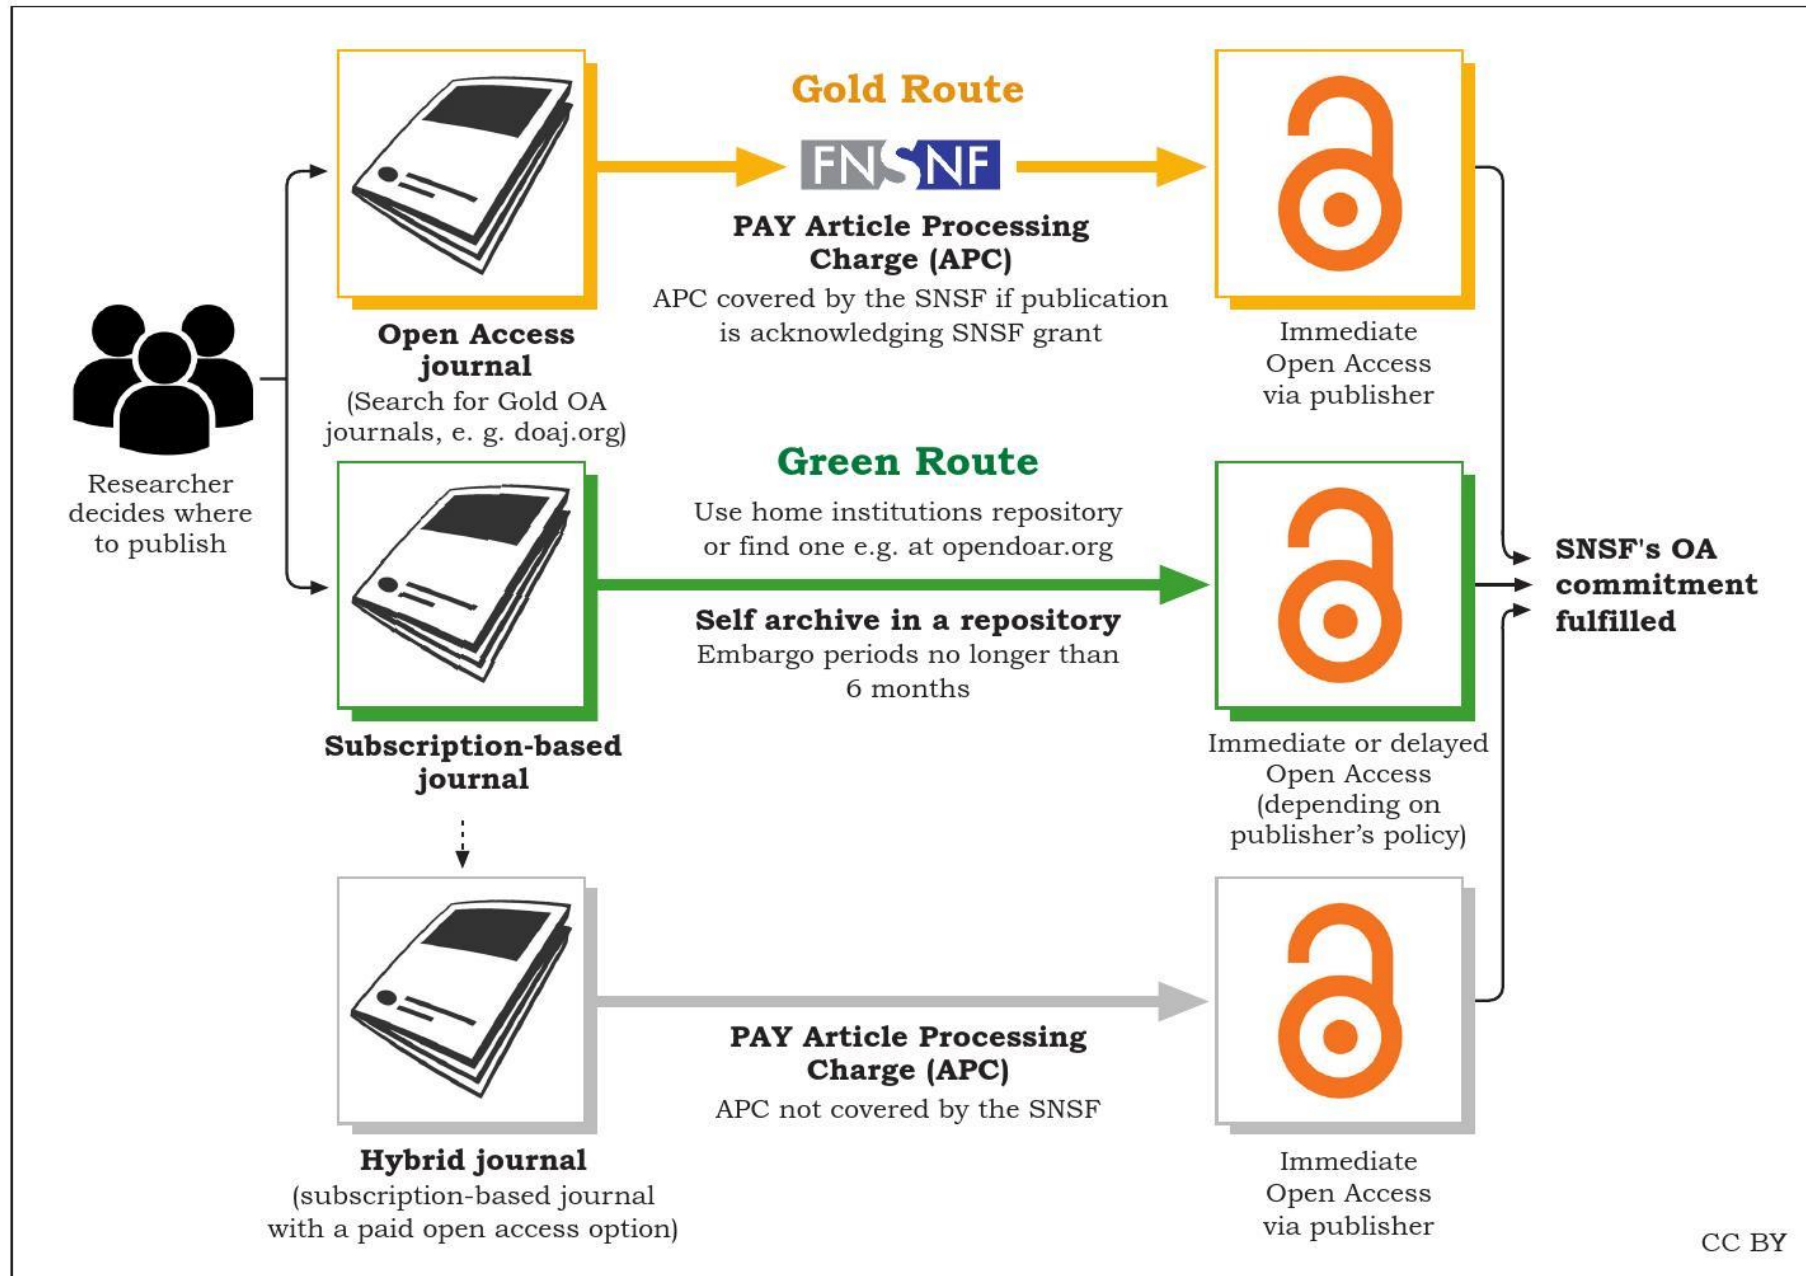 Gold Route
FNSNF
PAY Article Processing
Charge (APC)
APC covered by the SNSF if publication
is acknowledging SNSF grant
Open Access
journal
(Search for Gold OA
journals, e. g. doaj.org)
Immediate
Open Access
via publisher
Researcher
decides where
to publish
Green Route
Use home institutions repository
or find one e.g. at opendoar.org
Self archive in a repository
Embargo periods no longer than
6 months
Subscription-based
journal
Immediate or delayed
Open Access
(depending on
publisher’s policy)
SNSF's OA
commitment
fulfilled
PAY Article Processing
Charge (APC)
APC not covered by the SNSF
Hybrid journal
(subscription-based journal
with a paid open access option)
Immediate
Open Access
via publisher
CC BY